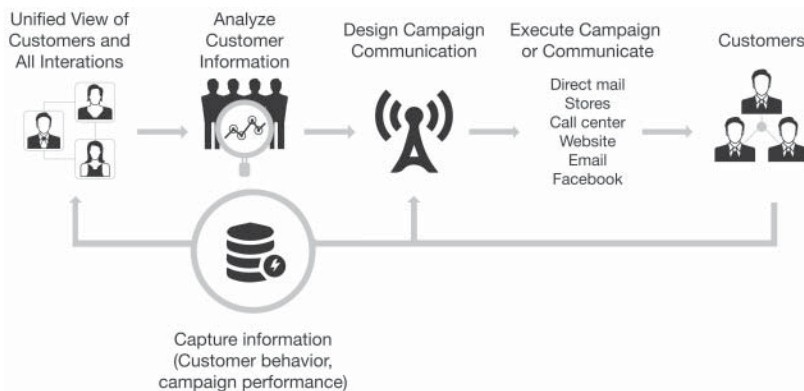 Unified View of
Customers and
All Interations
Analyze
Customer
Information
Design Campaign
Communication
Execute Campaign
or Communicate
Direct mail
Stores
Call center
Website
Email
Facebook
Customers
Capture information
(Customer behavior,
campaign performance)